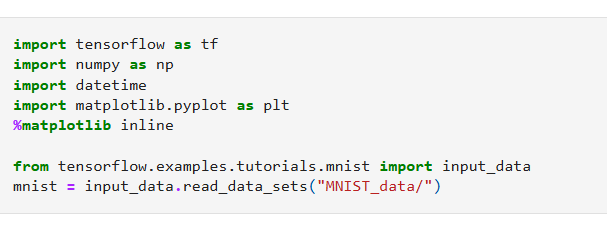 import tensorflow as tf
import numpy as np
import datetime
import matplotlib.pyplot as plt
%matplotlib inline
from tensorflow.examples.tutorials.mnist import input_data
mnist = input_data.read_data_sets("MNIST_data/")